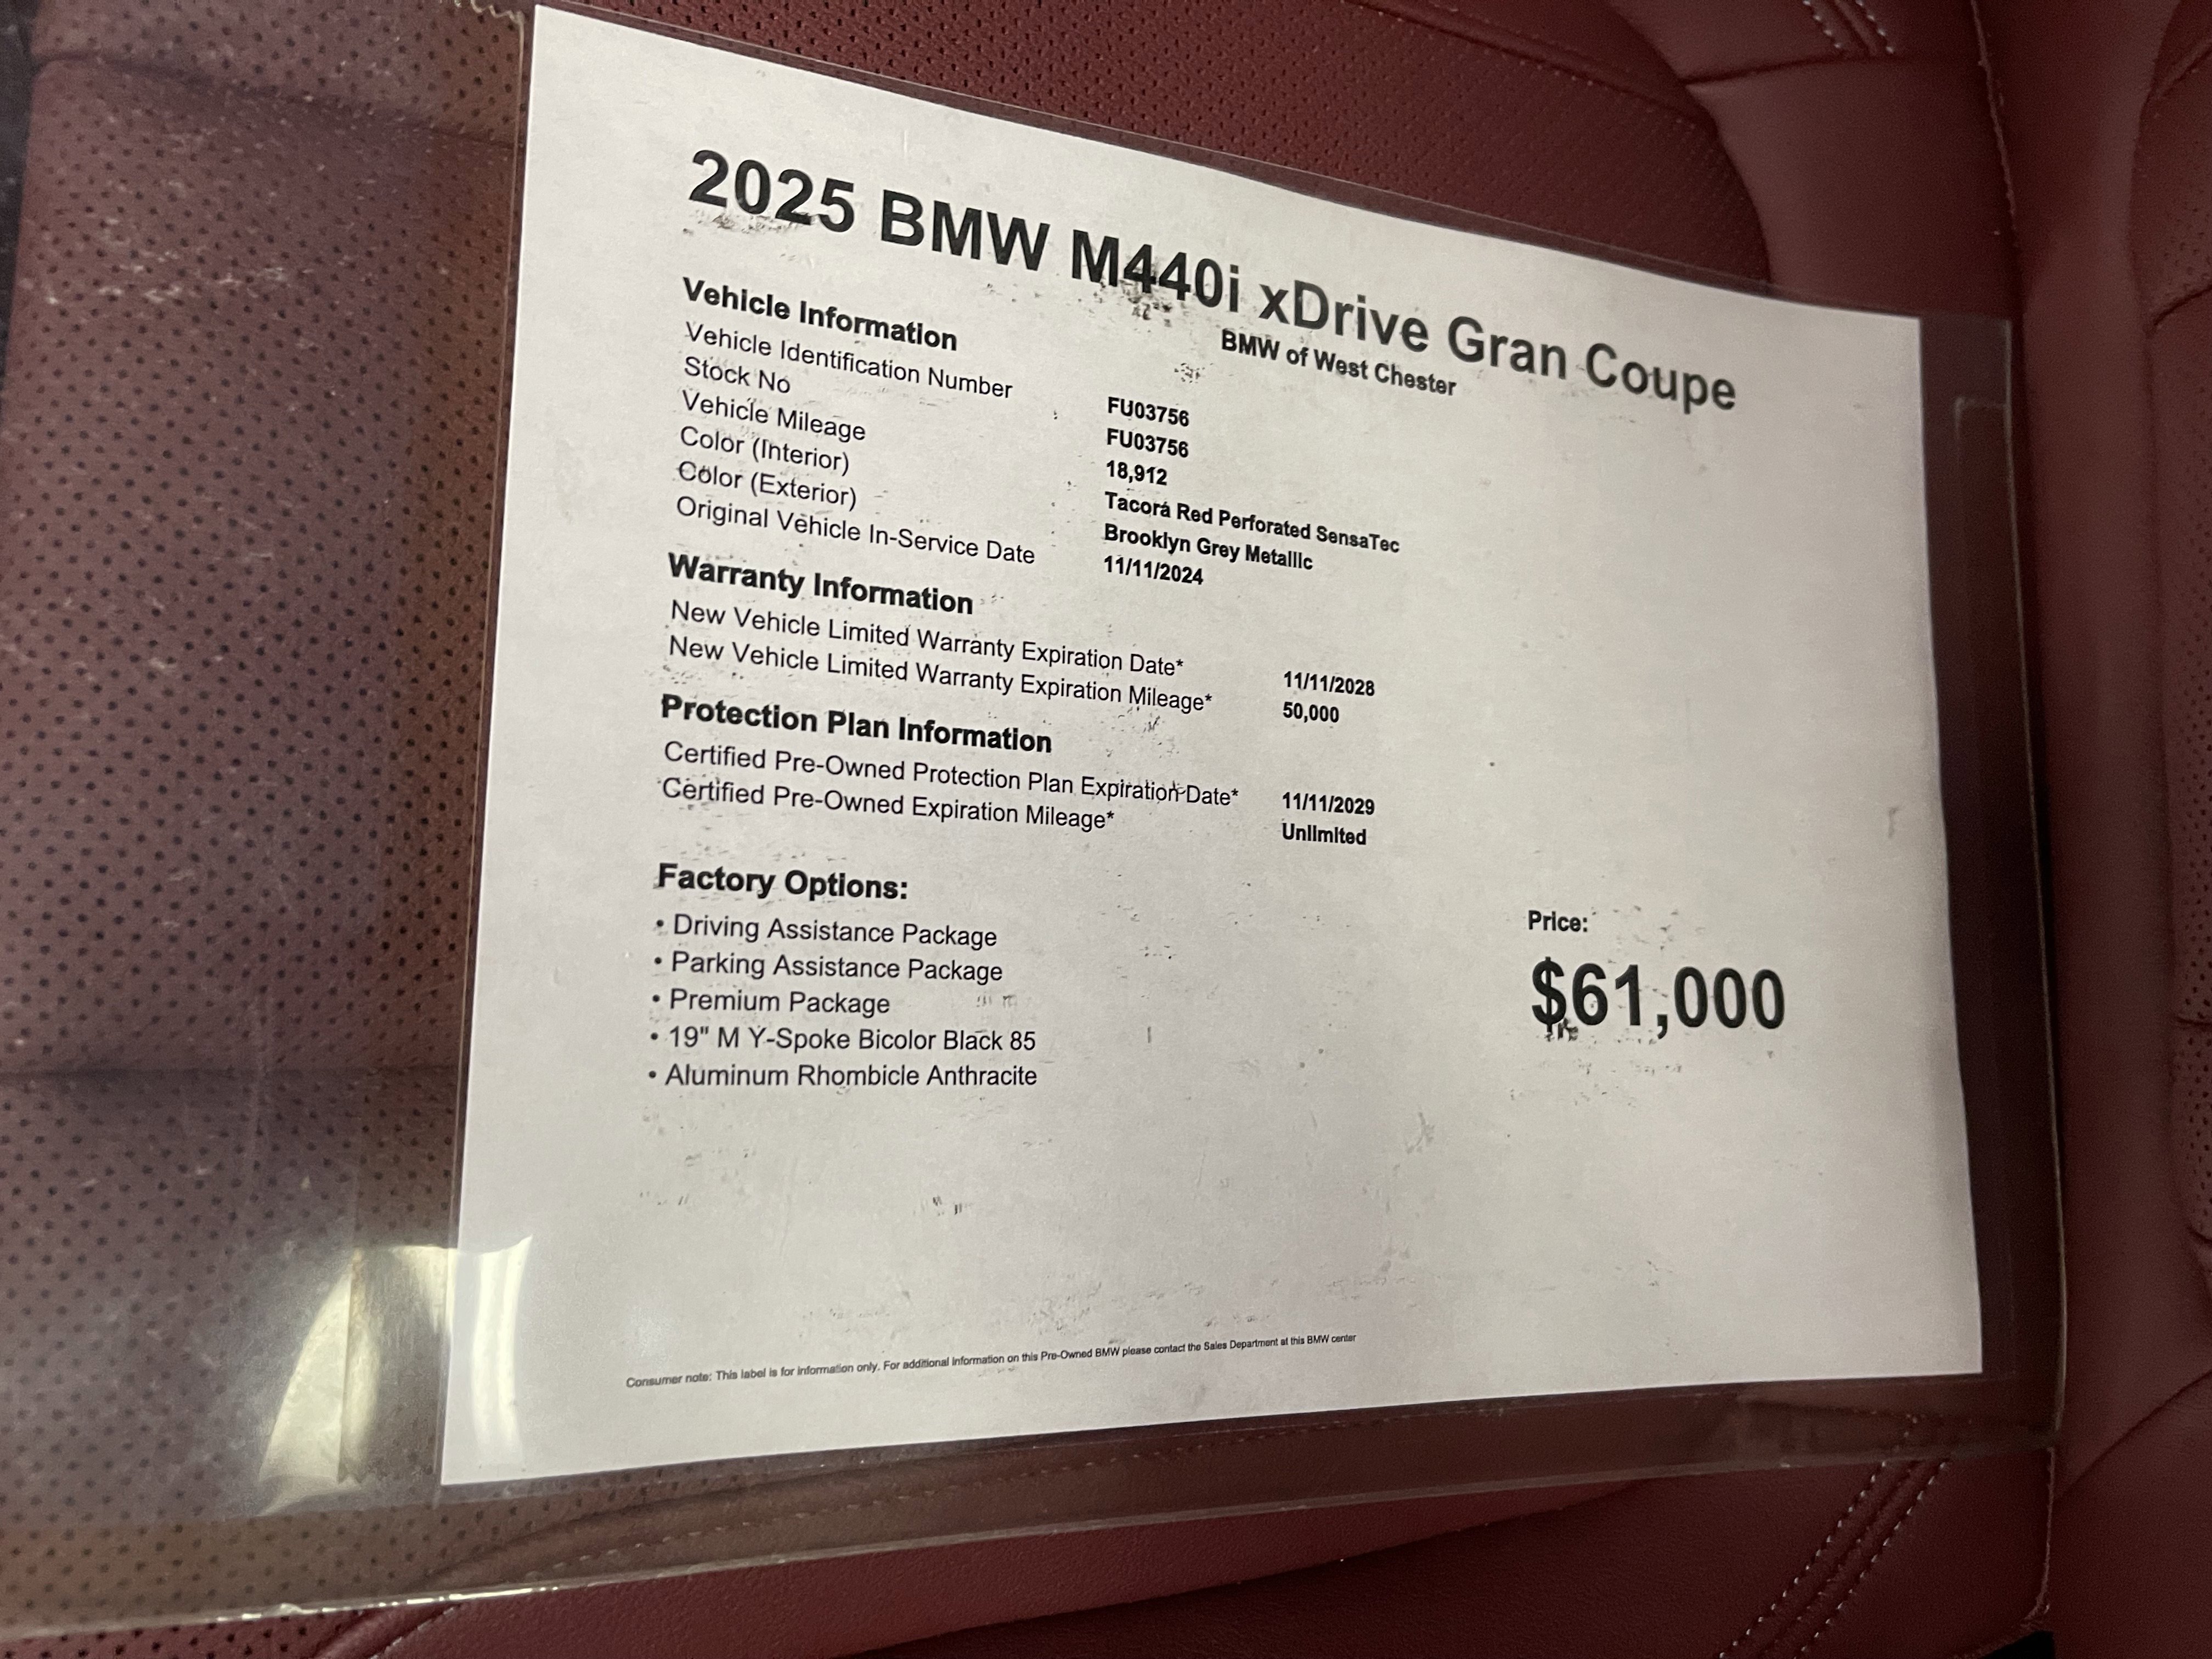 2025 BMW M440i xDrive Gran Coupe
BMW of West Chester
Vehicle Information
Vehicle Identification Number FU03756
Stock No FU03756
Vehicle Mileage 18,912
Color (Interior) Tacora Red Perforated SensaTec
Color (Exterior) Brooklyn Grey Metallic
Original Vehicle In-Service Date 11/11/2024
Warranty Information
New Vehicle Limited Warranty Expiration Date* 11/11/2028
New Vehicle Limited Warranty Expiration Mileage* 50,000
Protection Plan Information
Certified Pre-Owned Protection Plan Expiration Date* 11/11/2029
Certified Pre-Owned Expiration Mileage* Unlimited
Factory Options:
• Driving Assistance Package
• Parking Assistance Package
• Premium Package
• 19" M Y-Spoke Bicolor Black 85
• Aluminum Rhombicle Anthracite
Price:
$61,000
Consumer note: This label is for information only. For additional information on this Pre-Owned BMW please contact the Sales Department at this BMW center